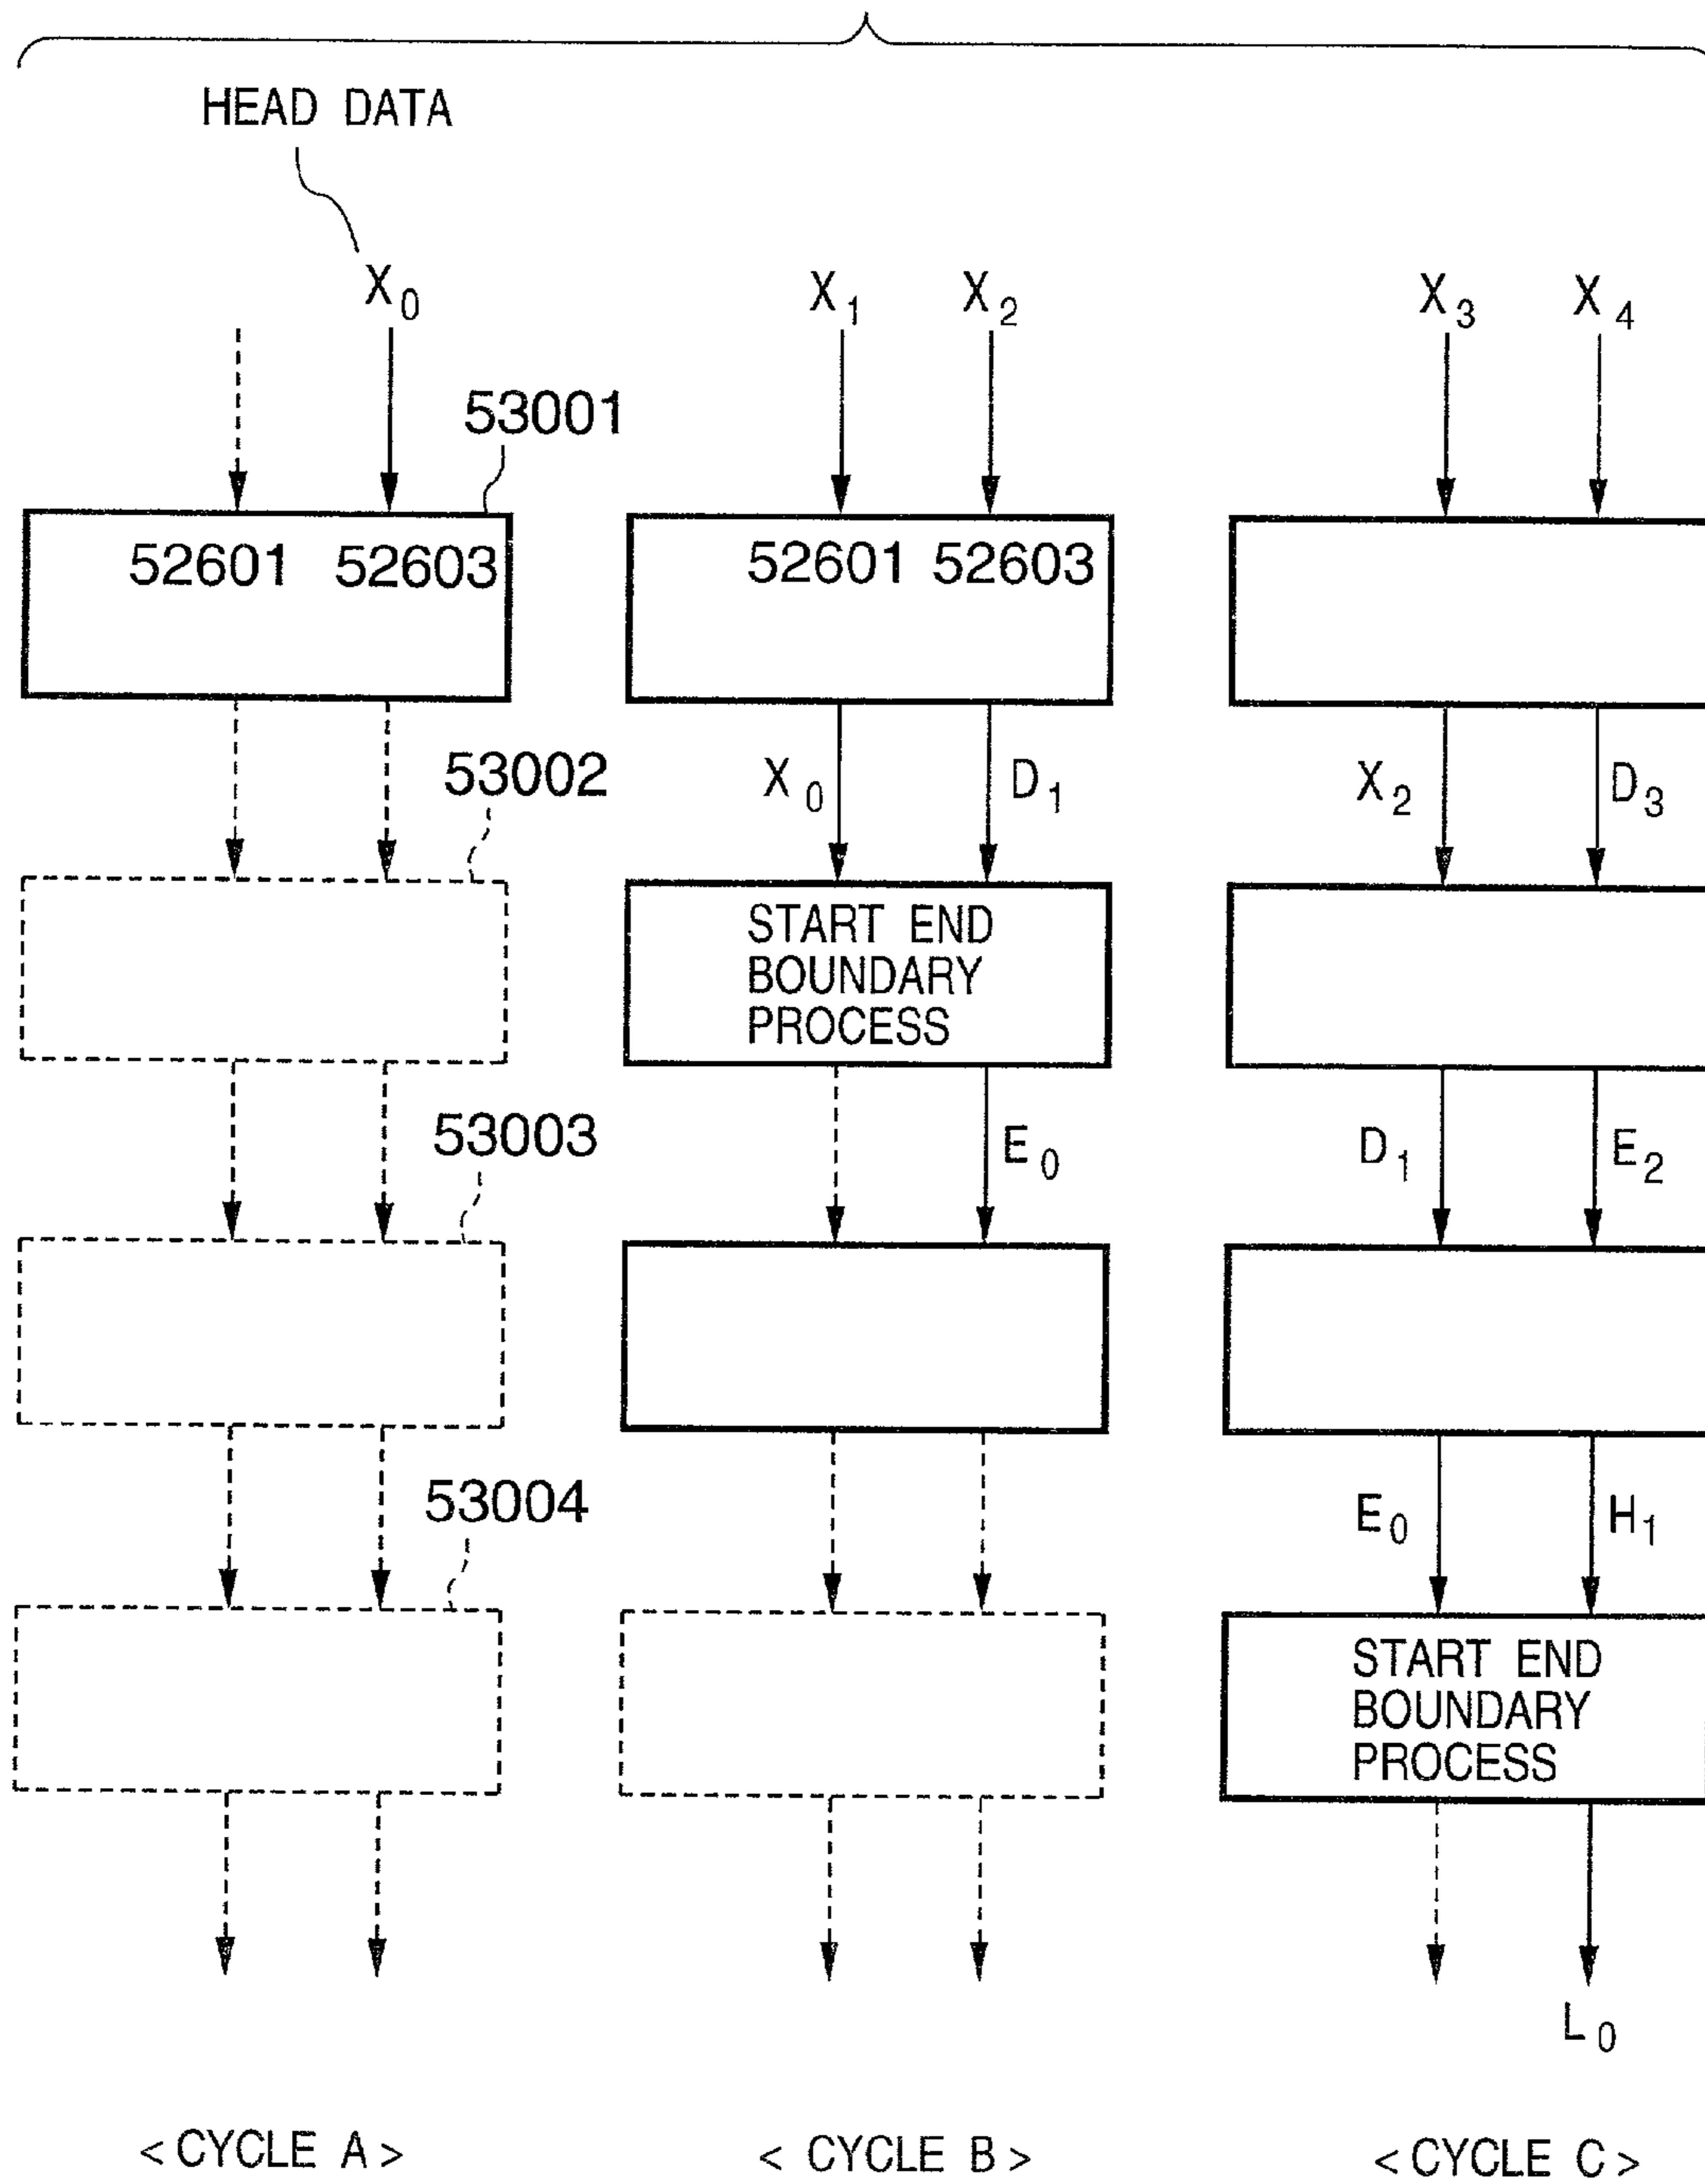 HEAD DATA
X0 X1 X2 X3 X4
53001
52601 52603 52601 52603
53002 X0 D1 X2 D3
START END
BOUNDARY
PROCESS
53003 E0 D1 E2
53004 E0 H1
START END
BOUNDARY
PROCESS
L0
<CYCLE A> <CYCLE B> <CYCLE C>